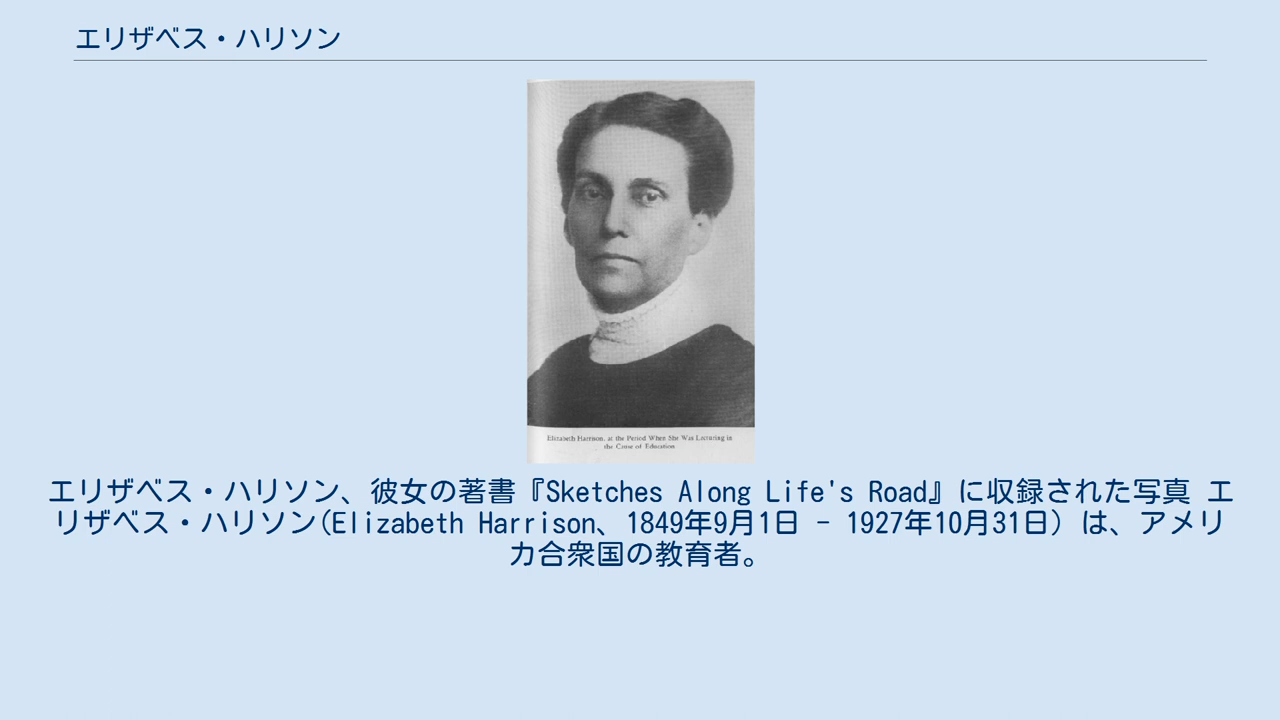 エリザベス・ハリソン
Elizabeth Harrison, at the Period When She Was Lecturing in
the Cause of Education
エリザベス・ハリソン、彼女の著書『Sketches Along Life's Road』に収録された写真 エ
リザベス・ハリソン(Elizabeth Harrison、1849年9月1日 - 1927年10月31日) は、アメリ
カ合衆国の教育者。